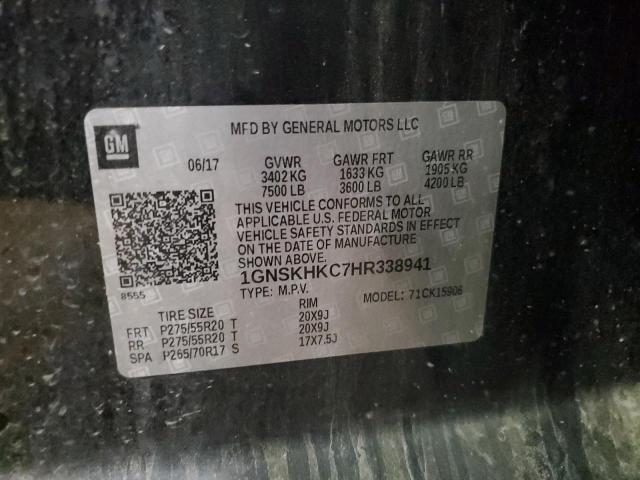 GM
MFD BY GENERAL MOTORS LLC
06/17 GVWR GAWR FRT GAWR RR
3402 KG 1633 KG 1905 KG
7500 LB 3600 LB 4200 LB
THIS VEHICLE CONFORMS TO ALL
APPLICABLE U.S. FEDERAL MOTOR
VEHICLE SAFETY STANDARDS IN EFFECT
ON THE DATE OF MANUFACTURE
SHOWN ABOVE.
1GNSKHKC7HR338941
8555
TYPE: M.P.V. MODEL: 71CK15906
TIRE SIZE RIM
FRT P275/55R20 T 20X9J
RR P275/55R20 T 20X9J
SPA P265/70R17 S 17X7.5J